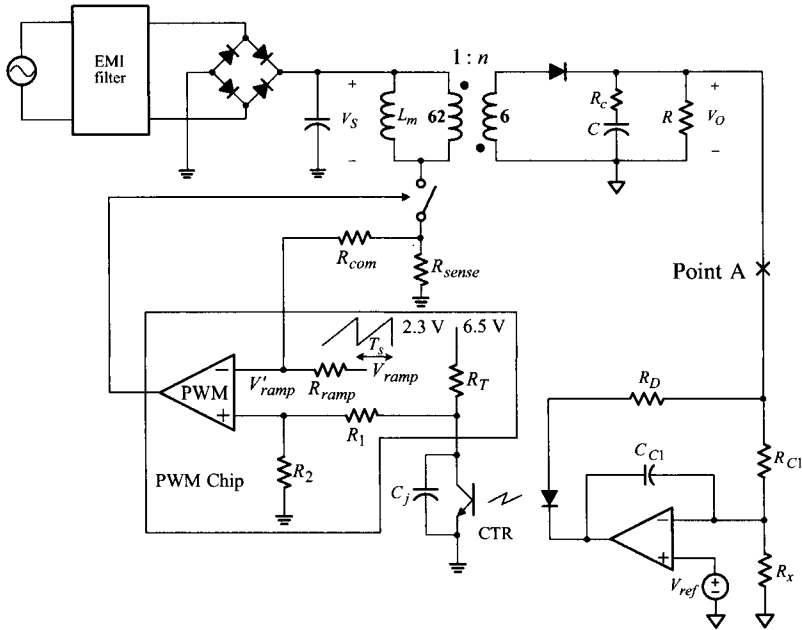 EMI
filter
V_S
L_m
1 : n
62
6
R_c
C
R
V_O
R_com
R_sense
Point A
2.3 V
6.5 V
T_s
V_ramp
V'_ramp
R_ramp
R_T
PWM
−
+
R_1
R_2
PWM Chip
C_j
CTR
R_D
C_C1
R_C1
−
+
V_ref
R_x